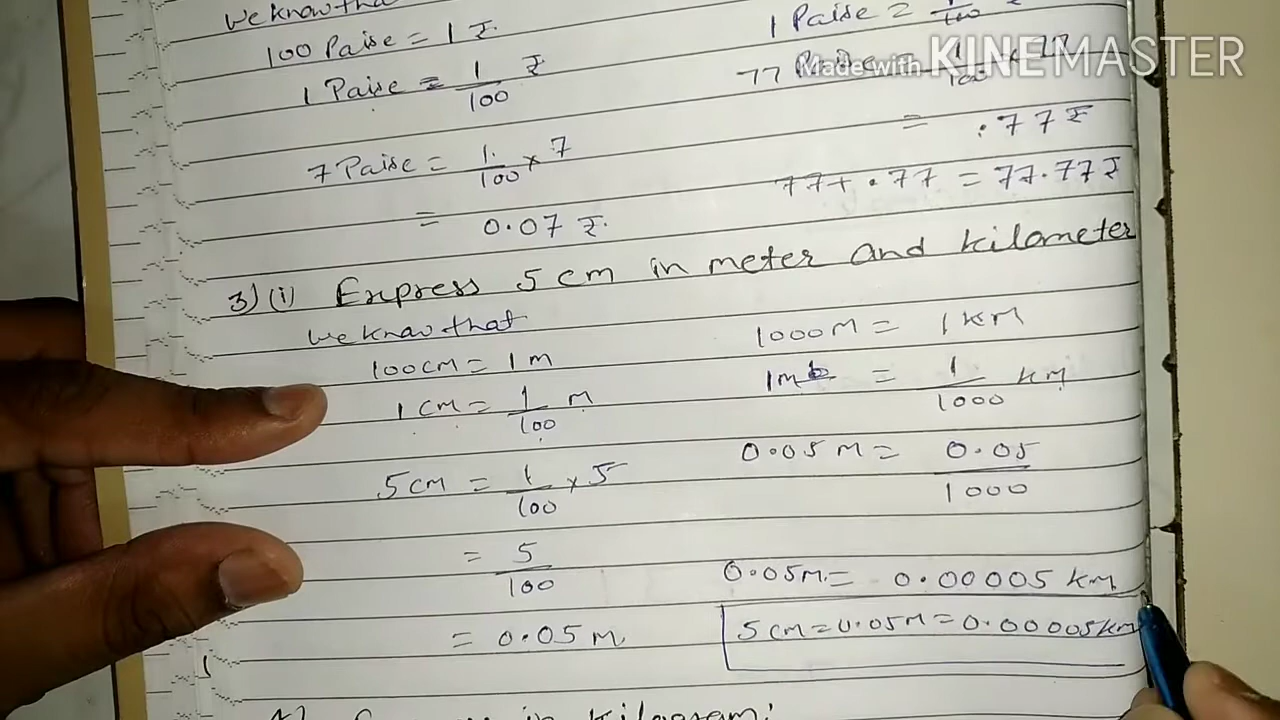 We know tha
100 Paise = 1 ₹
1 Paise = 1/100 ₹
7 Paise = 1/100 × 7
= 0.07 ₹.
1 Paise = 1/100
77 Paise = 1/100 × 77
Made with KINEMASTER
= .77 ₹
77 + .77 = 77.77 ₹
3) (i) Express 5 cm in meter and kilometer
We know that
100 CM = 1 M
1 CM = 1/100 M
5 CM = 1/100 × 5
= 5/100
= 0.05 M
1000 M = 1 KM
1 M = 1/1000 KM
0.05 M = 0.05/1000
0.05 M = 0.00005 KM
5 CM = 0.05 M = 0.00005 KM
in kilogram: